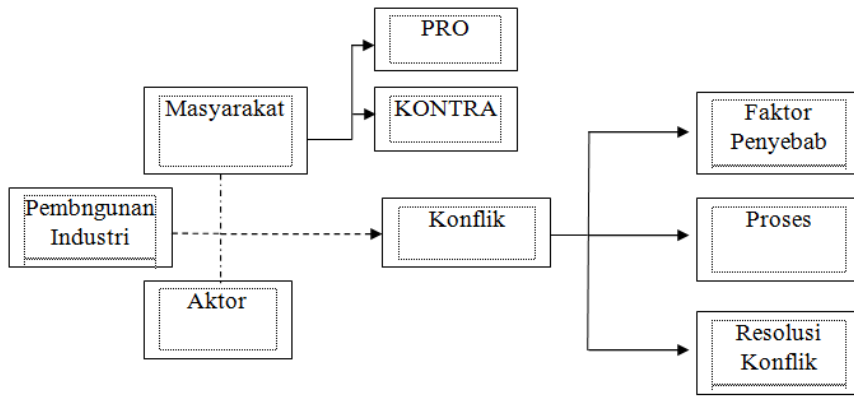 PRO
Masyarakat
KONTRA
Faktor
Penyebab
Pembngunan
Industri
Konflik
Proses
Aktor
Resolusi
Konflik